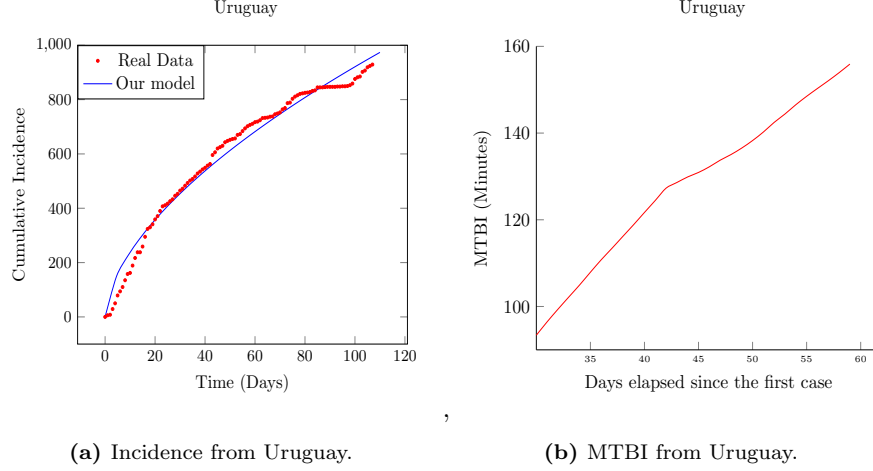 Uruguay
1,000
800
600
400
200
0
0 20 40 60 80 100 120
Cumulative Incidence
Time (Days)
Real Data
Our model
,
(a) Incidence from Uruguay.
Uruguay
160
140
120
100
35 40 45 50 55 60
MTBI (Minutes)
Days elapsed since the first case
(b) MTBI from Uruguay.